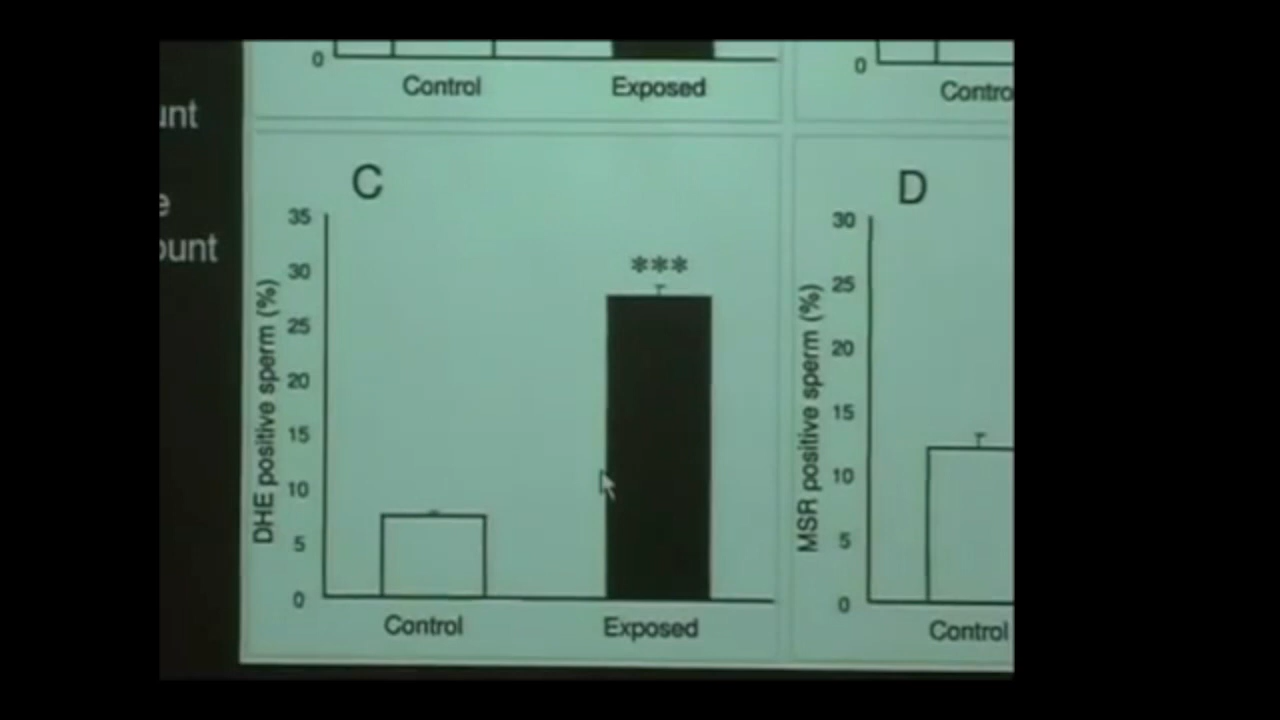 0
Control
Exposed
0
Contro
unt
e
ount
C
35
30
25
20
15
10
5
0
DHE positive sperm (%)
***
Control
Exposed
D
30
25
20
15
10
5
0
MSR positive sperm (%)
Control